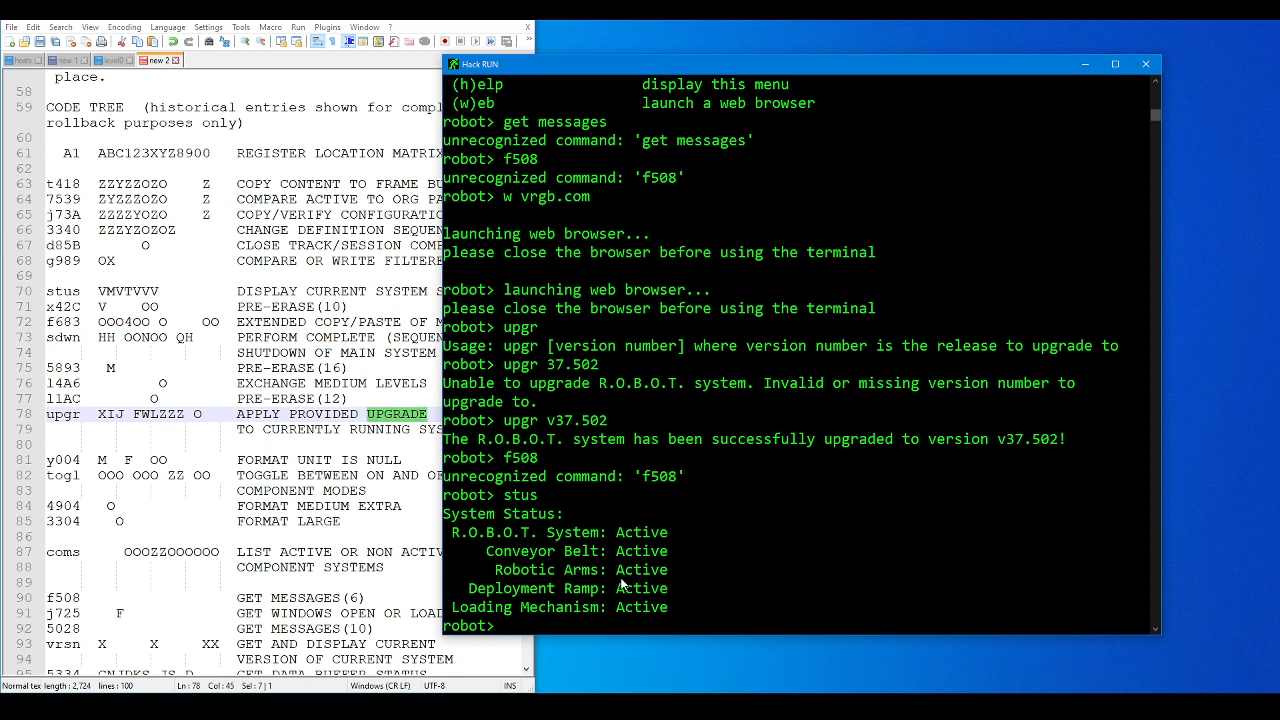 File Edit Search View Encoding Language Settings Tools Macro Run Plugins Window ? X
new 1 level0 new 2
place.
58
59 CODE TREE (historical entries shown for compl
rollback purposes only)
60
61 A1 ABC123XYZ8900 REGISTER LOCATION MATRIX
62
63 t418 ZZYZZOZO Z COPY CONTENT TO FRAME BU
64 7539 ZYZZZOZO Z COMPARE ACTIVE TO ORG PA
65 j73A ZZZZYOZO Z COPY/VERIFY CONFIGURATIO
66 3340 ZZZYZOZOZ CHANGE DEFINITION SEQUEN
67 d85B O CLOSE TRACK/SESSION COMP
68 g989 OX COMPARE OR WRITE FILTERE
69
70 stus VMVTVVV DISPLAY CURRENT SYSTEM S
71 x42C V OO PRE-ERASE(10)
72 f683 OOO4OO O OO EXTENDED COPY/PASTE OF M
73 sdwn HH OONOO QH PERFORM COMPLETE (SEQUEN
74 SHUTDOWN OF MAIN SYSTEM
75 5893 M PRE-ERASE(16)
76 l4A6 O EXCHANGE MEDIUM LEVELS
77 l1AC O PRE-ERASE(12)
78 upgr XIJ FWLZZZ O APPLY PROVIDED UPGRADE
79 TO CURRENTLY RUNNING SYS
80
81 y004 M F OO FORMAT UNIT IS NULL
82 togl OOO OOO ZZ OO TOGGLE BETWEEN ON AND OF
83 COMPONENT MODES
84 4904 O FORMAT MEDIUM EXTRA
85 3304 O FORMAT LARGE
86
87 coms OOOZZOOOOOO LIST ACTIVE OR NON ACTIV
88 COMPONENT SYSTEMS
89
90 f508 GET MESSAGES(6)
91 j725 F GET WINDOWS OPEN OR LOAD
92 5028 GET MESSAGES(10)
93 vrsn X X XX GET AND DISPLAY CURRENT
94 VERSION OF CURRENT SYSTEM
95 5334 CNJDKS JS D GET DATA BUFFER STATUS
Normal tex length : 2,724 lines : 100 Ln : 78 Col : 45 Sel : 7 | 1 Windows (CR LF) UTF-8 INS
Hack RUN
(h)elp display this menu
(w)eb launch a web browser
robot> get messages
unrecognized command: 'get messages'
robot> f508
unrecognized command: 'f508'
robot> w vrgb.com
launching web browser...
please close the browser before using the terminal
robot> launching web browser...
please close the browser before using the terminal
robot> upgr
Usage: upgr [version number] where version number is the release to upgrade to
robot> upgr 37.502
Unable to upgrade R.O.B.O.T. system. Invalid or missing version number to
upgrade to.
robot> upgr v37.502
The R.O.B.O.T. system has been successfully upgraded to version v37.502!
robot> f508
unrecognized command: 'f508'
robot> stus
System Status:
R.O.B.O.T. System: Active
Conveyor Belt: Active
Robotic Arms: Active
Deployment Ramp: Active
Loading Mechanism: Active
robot>